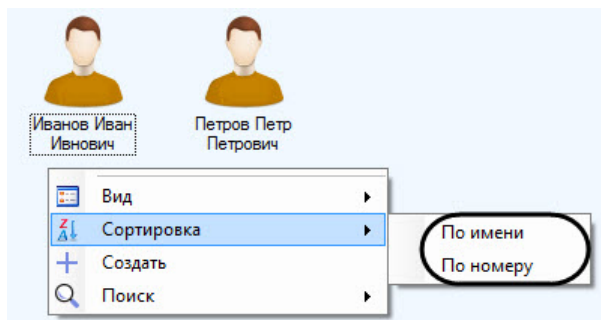 Иванов Иван
Ивнович
Петров Петр
Петрович
Вид
Сортировка
По имени
Создать
По номеру
Поиск